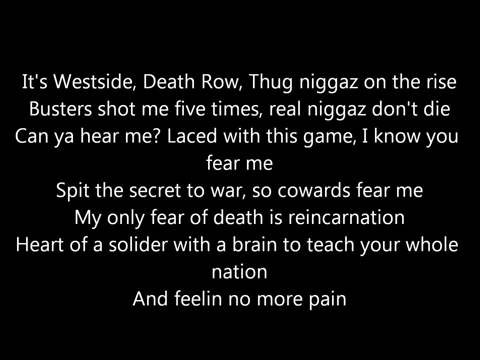 It's Westside, Death Row, Thug niggaz on the rise
Busters shot me five times, real niggaz don't die
Can ya hear me? Laced with this game, I know you
fear me
Spit the secret to war, so cowards fear me
My only fear of death is reincarnation
Heart of a solider with a brain to teach your whole
nation
And feelin no more pain